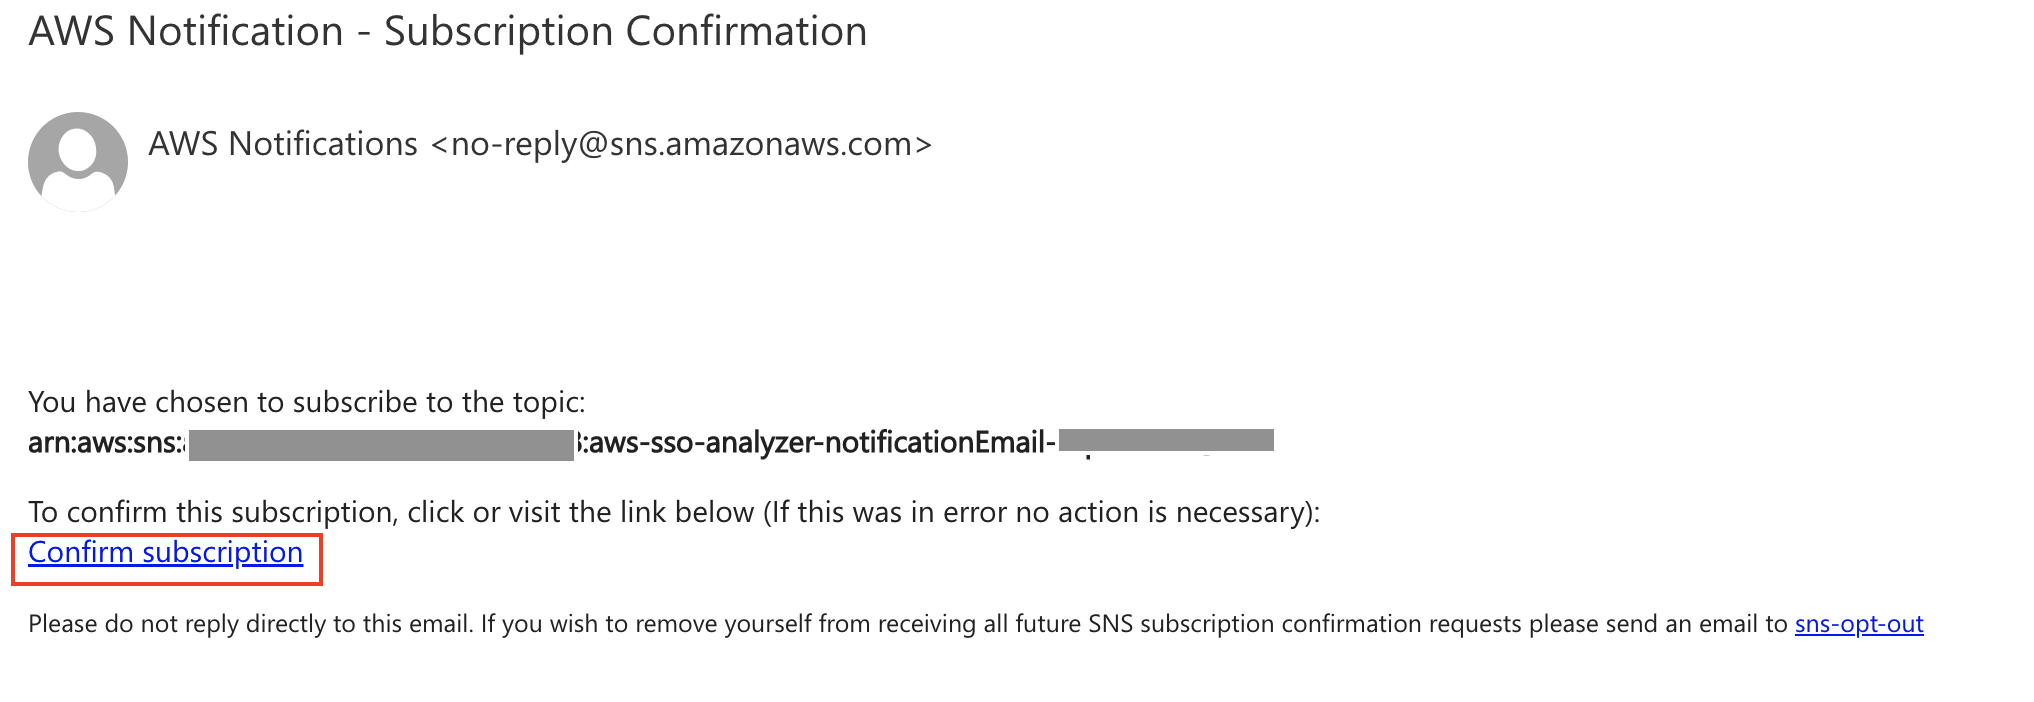 AWS Notification - Subscription Confirmation
AWS Notifications <no-reply@sns.amazonaws.com>
You have chosen to subscribe to the topic:
arn:aws:sns: :aws-sso-analyzer-notificationEmail-
To confirm this subscription, click or visit the link below (If this was in error no action is necessary):
Confirm subscription
Please do not reply directly to this email. If you wish to remove yourself from receiving all future SNS subscription confirmation requests please send an email to sns-opt-out